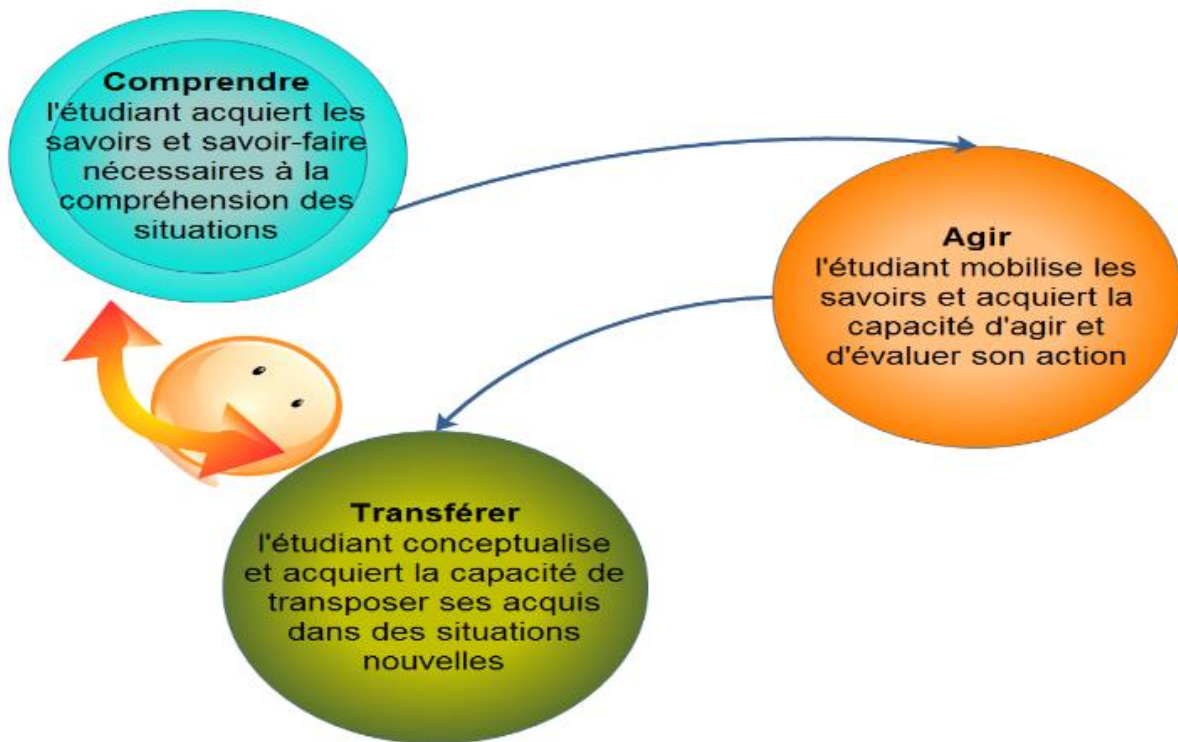 Comprendre
l'étudiant acquiert les
savoirs et savoir-faire
nécessaires à la
compréhension des
situations
Agir
l'étudiant mobilise les
savoirs et acquiert la
capacité d'agir et
d'évaluer son action
Transférer
l'étudiant conceptualise
et acquiert la capacité de
transposer ses acquis
dans des situations
nouvelles